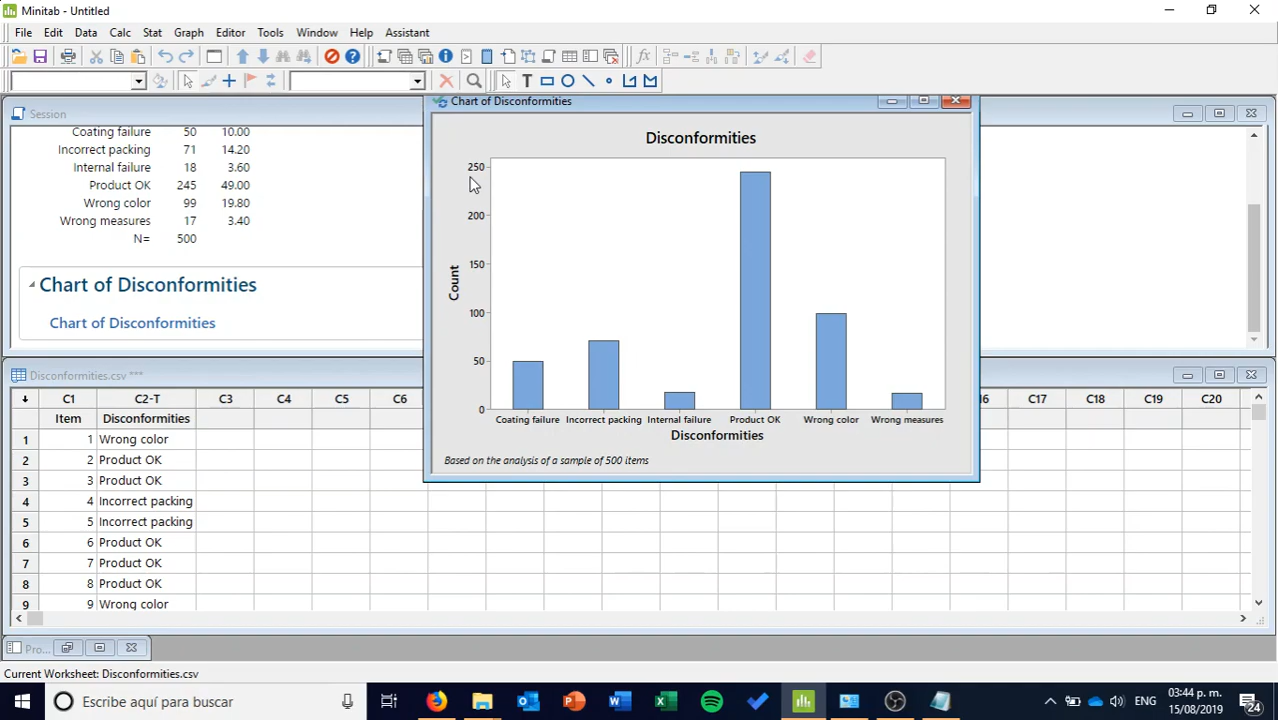 Minitab - Untitled
File Edit Data Calc Stat Graph Editor Tools Window Help Assistant
Session
Coating failure 50 10.00
Incorrect packing 71 14.20
Internal failure 18 3.60
Product OK 245 49.00
Wrong color 99 19.80
Wrong measures 17 3.40
N= 500
Chart of Disconformities
Chart of Disconformities
Chart of Disconformities
Disconformities
250
200
150
100
50
0
Count
Coating failure Incorrect packing Internal failure Product OK Wrong color Wrong measures
Disconformities
Based on the analysis of a sample of 500 items
Disconformities.csv ***
C1 C2-T C3 C4 C5 C6 16 C17 C18 C19 C20
Item Disconformities
1 1 Wrong color
2 2 Product OK
3 3 Product OK
4 4 Incorrect packing
5 5 Incorrect packing
6 6 Product OK
7 7 Product OK
8 8 Product OK
9 9 Wrong color
Pro...
Current Worksheet: Disconformities.csv
Escribe aquí para buscar
ENG
03:44 p. m.
15/08/2019
24